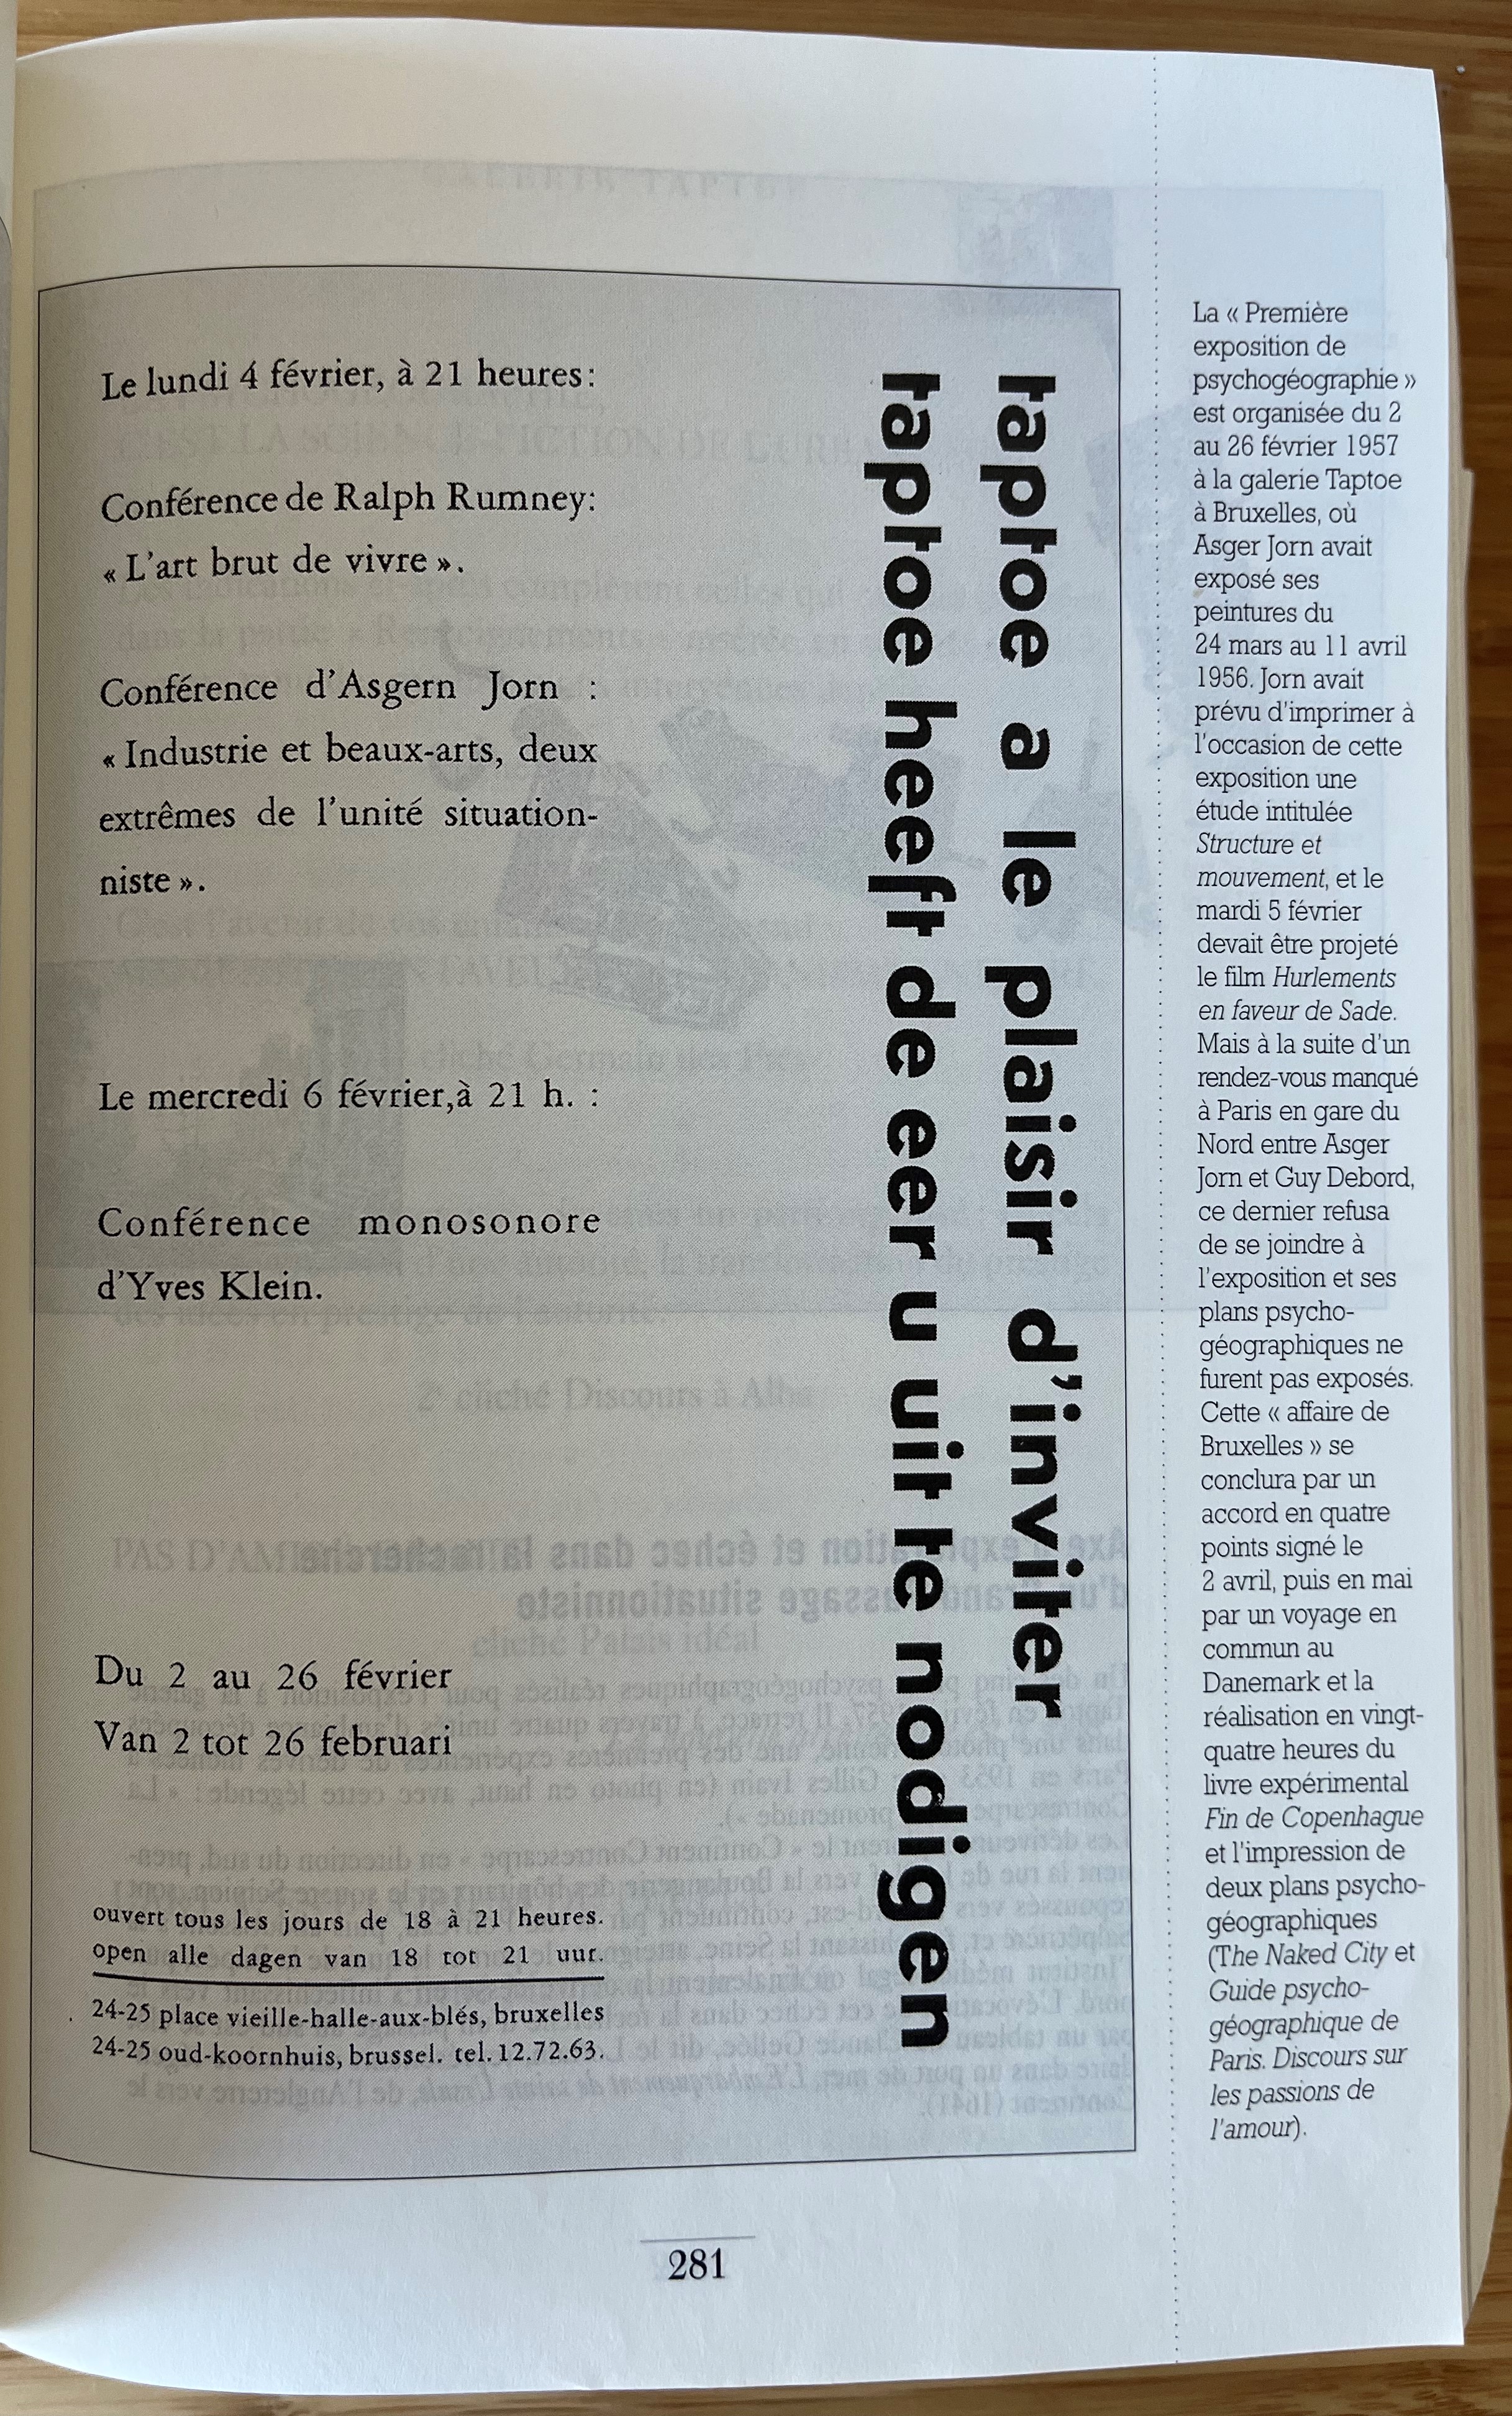 Le lundi 4 février, à 21 heures:
Conférence de Ralph Rumney:
« L'art brut de vivre ».
Conférence d'Asgern Jorn :
« Industrie et beaux-arts, deux
extrêmes de l'unité situation-
niste ».
Le mercredi 6 février,à 21 h. :
Conférence monosonore
d'Yves Klein.
Du 2 au 26 février
Van 2 tot 26 februari
ouvert tous les jours de 18 à 21 heures.
open alle dagen van 18 tot 21 uur.
24-25 place vieille-halle-aux-blés, bruxelles
24-25 oud-koornhuis, brussel. tel. 12.72.63.
taptoe a le plaisir d'inviter
taptoe heeft de eer u uit te nodigen
La « Première
exposition de
psychogéographie »
est organisée du 2
au 26 février 1957
à la galerie Taptoe
à Bruxelles, où
Asger Jorn avait
exposé ses
peintures du
24 mars au 11 avril
1956. Jorn avait
prévu d'imprimer à
l'occasion de cette
exposition une
étude intitulée
Structure et
mouvement, et le
mardi 5 février
devait être projeté
le film Hurlements
en faveur de Sade.
Mais à la suite d'un
rendez-vous manqué
à Paris en gare du
Nord entre Asger
Jorn et Guy Debord,
ce dernier refusa
de se joindre à
l'exposition et ses
plans psycho-
géographiques ne
furent pas exposés.
Cette « affaire de
Bruxelles » se
conclura par un
accord en quatre
points signé le
2 avril, puis en mai
par un voyage en
commun au
Danemark et la
réalisation en vingt-
quatre heures du
livre expérimental
Fin de Copenhague
et l'impression de
deux plans psycho-
géographiques
(The Naked City et
Guide psycho-
géographique de
Paris. Discours sur
les passions de
l'amour).
281